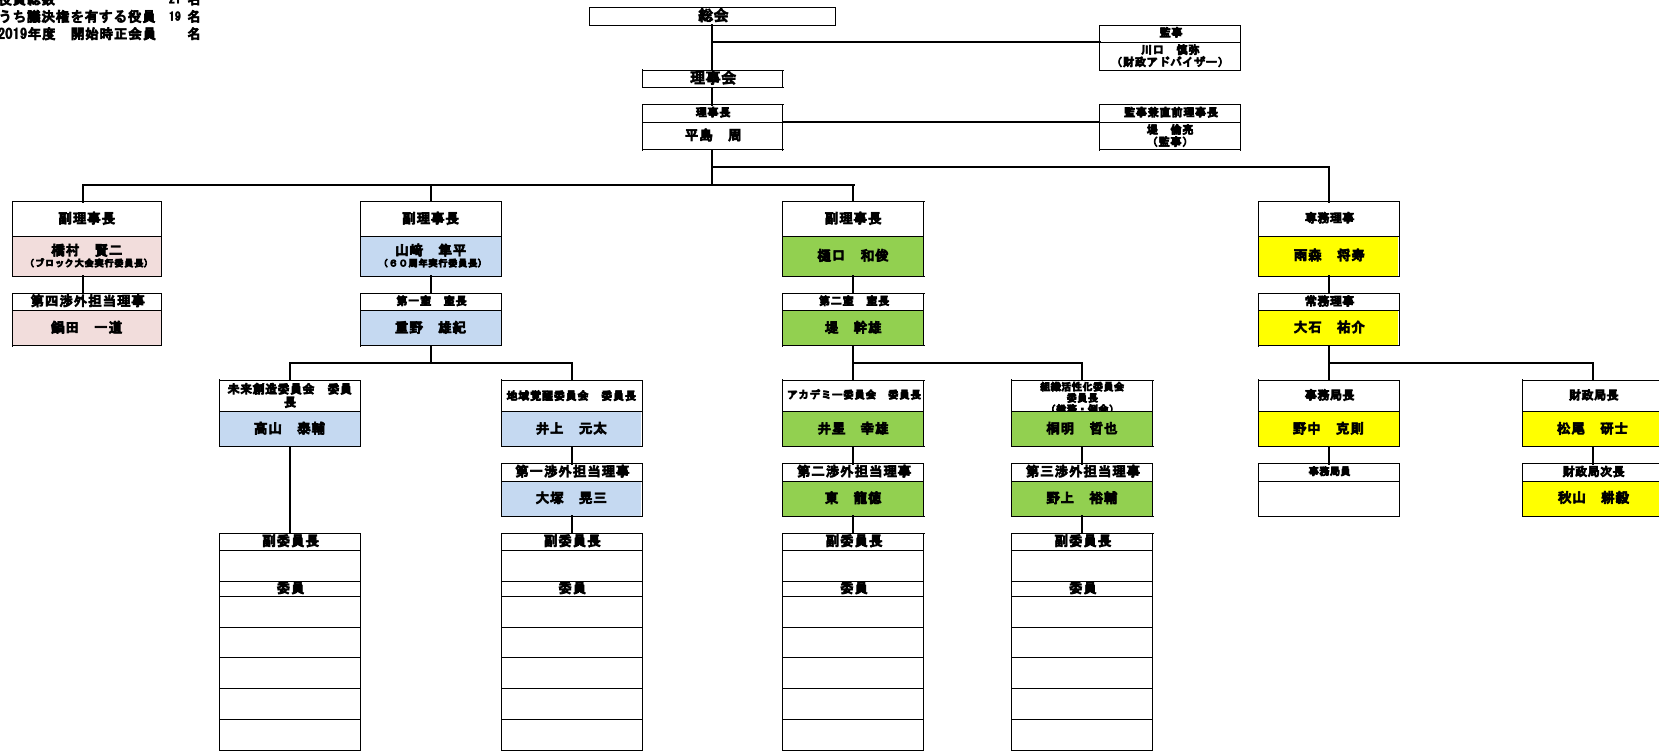 役員総数 21 名
うち議決権を有する役員 19 名
2019年度 開始時正会員 名
総会
監事
川口 慎弥
(財政アドバイザー)
理事会
理事長
平島 周
監事兼直前理事長
堤 倫亮
(監事)
副理事長
橋村 賢二
(ブロック大会実行委員長)
副理事長
山﨑 隼平
(60周年実行委員長)
副理事長
樋口 和俊
専務理事
雨森 将寿
第四渉外担当理事
鍋田 一道
第一室 室長
重野 雄紀
第二室 室長
堤 幹雄
常務理事
大石 祐介
未来創造委員会 委員
長
高山 泰輔
地域覚醒委員会 委員長
井上 元太
アカデミー委員会 委員長
井星 幸雄
組織活性化委員会
委員長
桐明 哲也
事務局長
野中 克則
財政局長
松尾 研士
第一渉外担当理事
大塚 晃三
第二渉外担当理事
東 龍徳
第三渉外担当理事
野上 裕輔
事務局員
財政局次長
秋山 耕毅
副委員長
副委員長
副委員長
副委員長
委員
委員
委員
委員